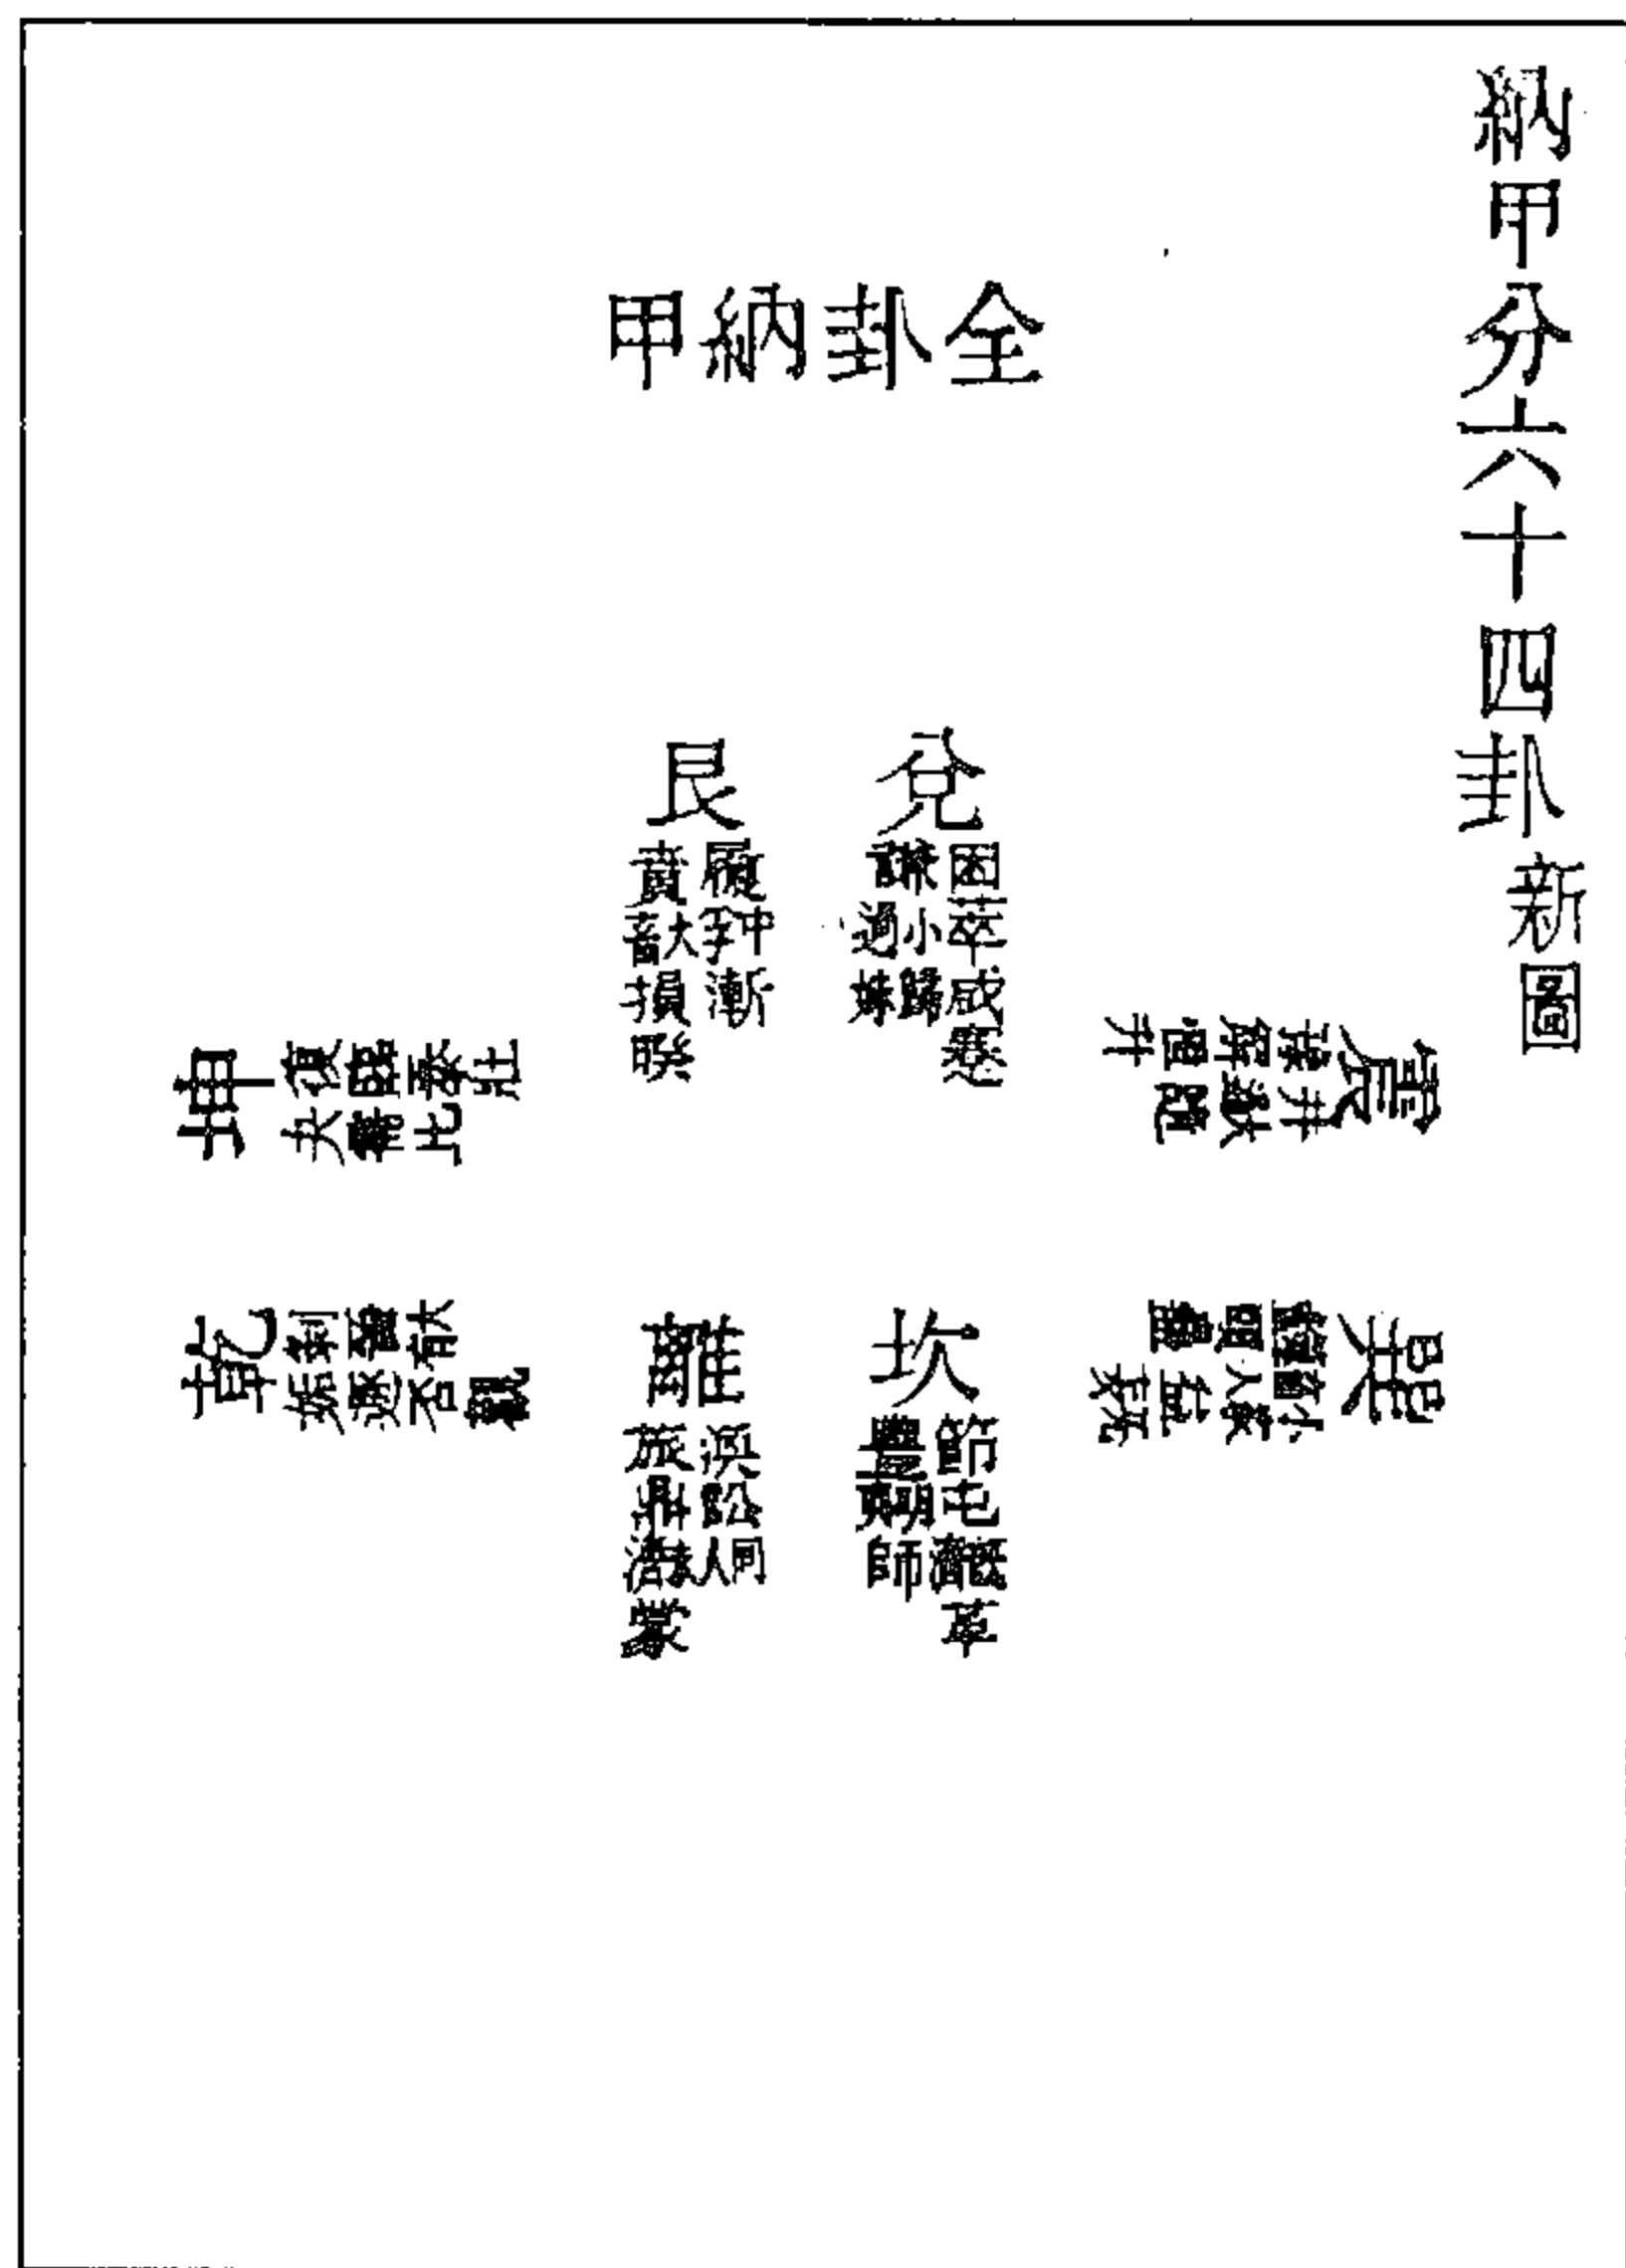 納甲分六十四卦新圖
全卦納甲
震
豫解恆升
井大過隨
兌
困萃咸蹇
謙小過歸妹
艮
履中孚漸
賁大畜損睽
坤
復臨泰大壯
夬需比
巽
小畜家人益无妄
噬嗑頤蠱
坎
節屯既濟革
豐明夷師
離
渙訟同人
旅鼎未濟蒙
乾
姤遯否觀
剝晉大有